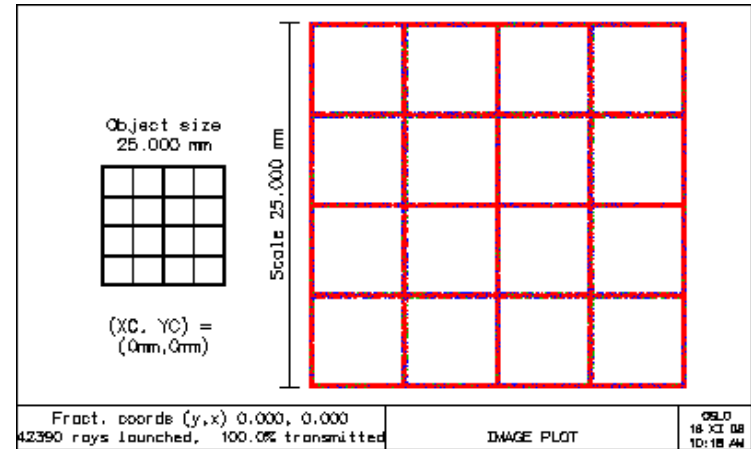 Object size
25.000 mm
Scale 25.000 mm
(XC, YC) =
(0mm,0mm)
Fract. coords (y,x) 0.000, 0.000
42390 rays launched, 100.0% transmitted
IMAGE PLOT
OSLO
16 XI 08
10:18 AM